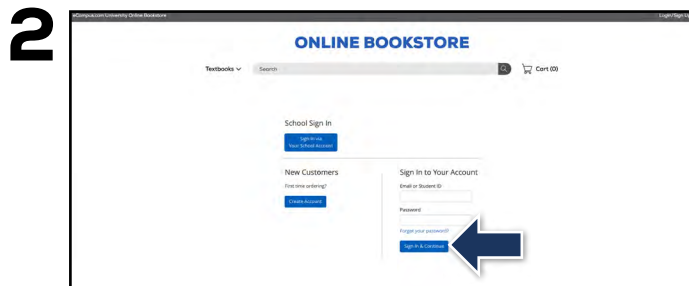 2
eCampus.com University Online Bookstore
Login/Sign Up
ONLINE BOOKSTORE
Textbooks
Search
Cart (0)
School Sign In
Sign In via
Your School Account
New Customers
First time ordering?
Create Account
Sign In to Your Account
Email or Student ID
Password
Forgot your password?
Sign In & Continue